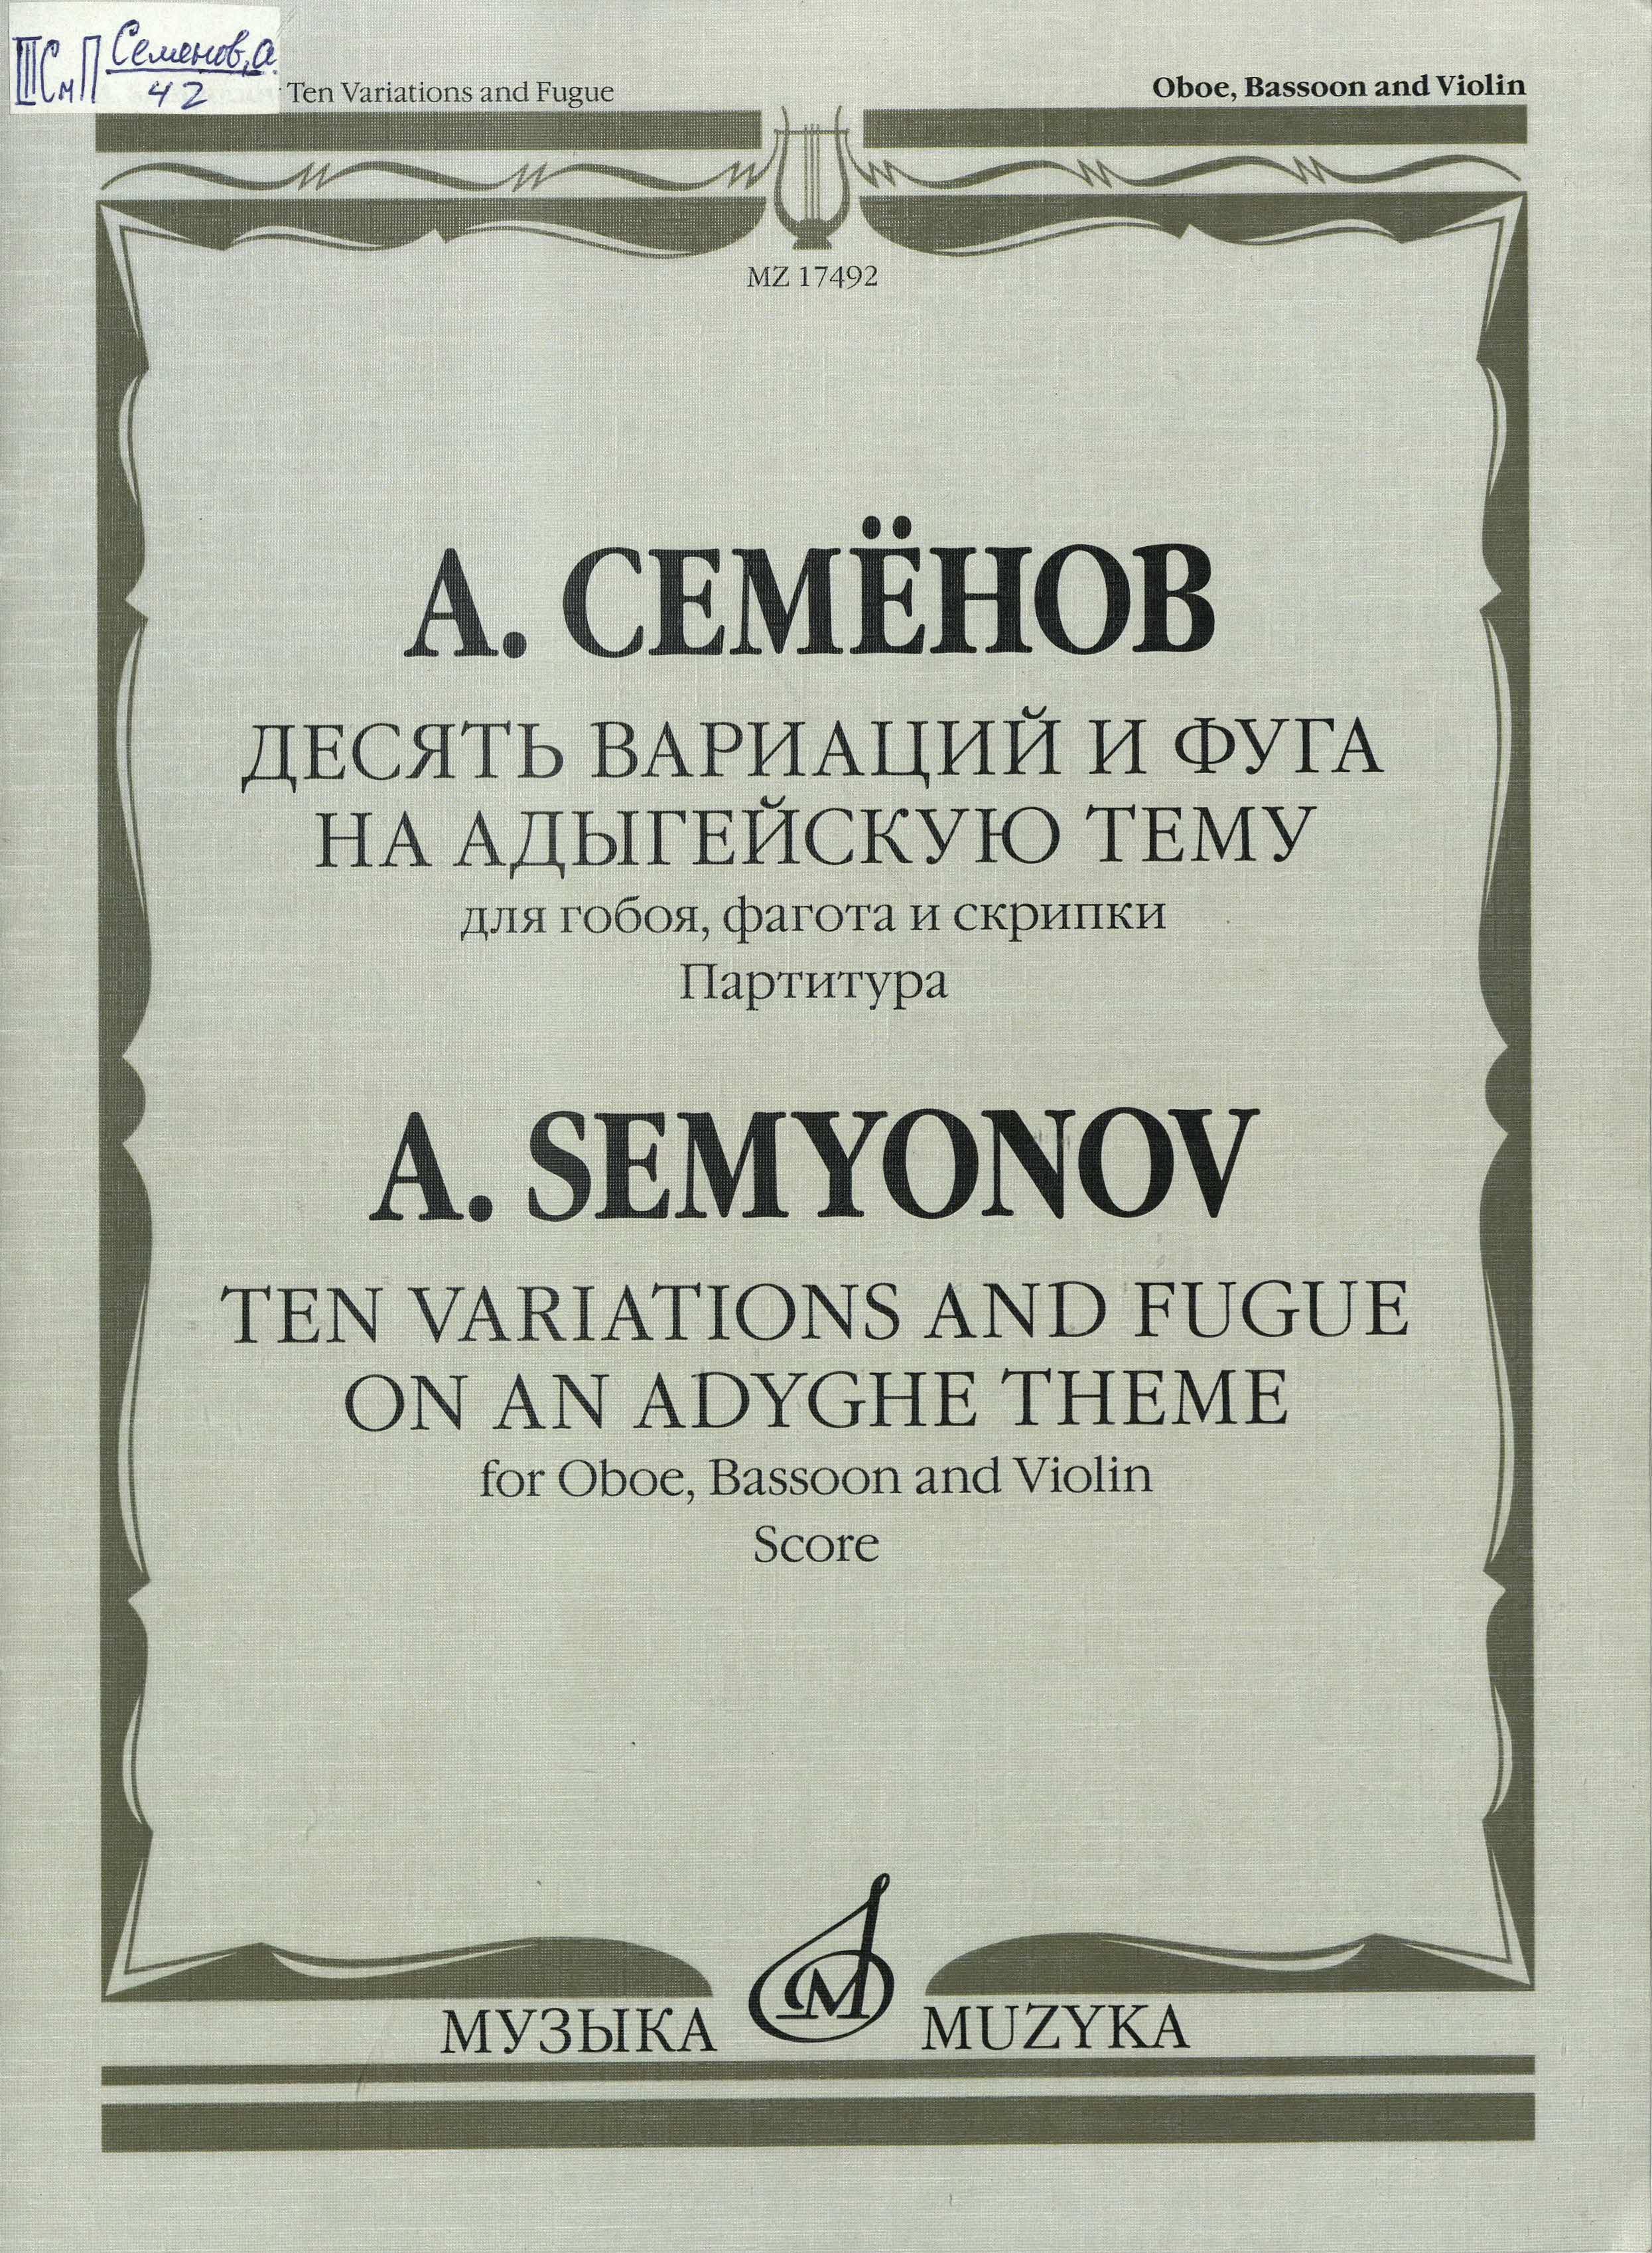 IIIСмП Семенов, а.
42
Ten Variations and Fugue
Oboe, Bassoon and Violin
MZ 17492
А. СЕМЁНОВ
ДЕСЯТЬ ВАРИАЦИЙ И ФУГА
НА АДЫГЕЙСКУЮ ТЕМУ
для гобоя, фагота и скрипки
Партитура
A. SEMYONOV
TEN VARIATIONS AND FUGUE
ON AN ADYGHE THEME
for Oboe, Bassoon and Violin
Score
МУЗЫКА М MUZYKA